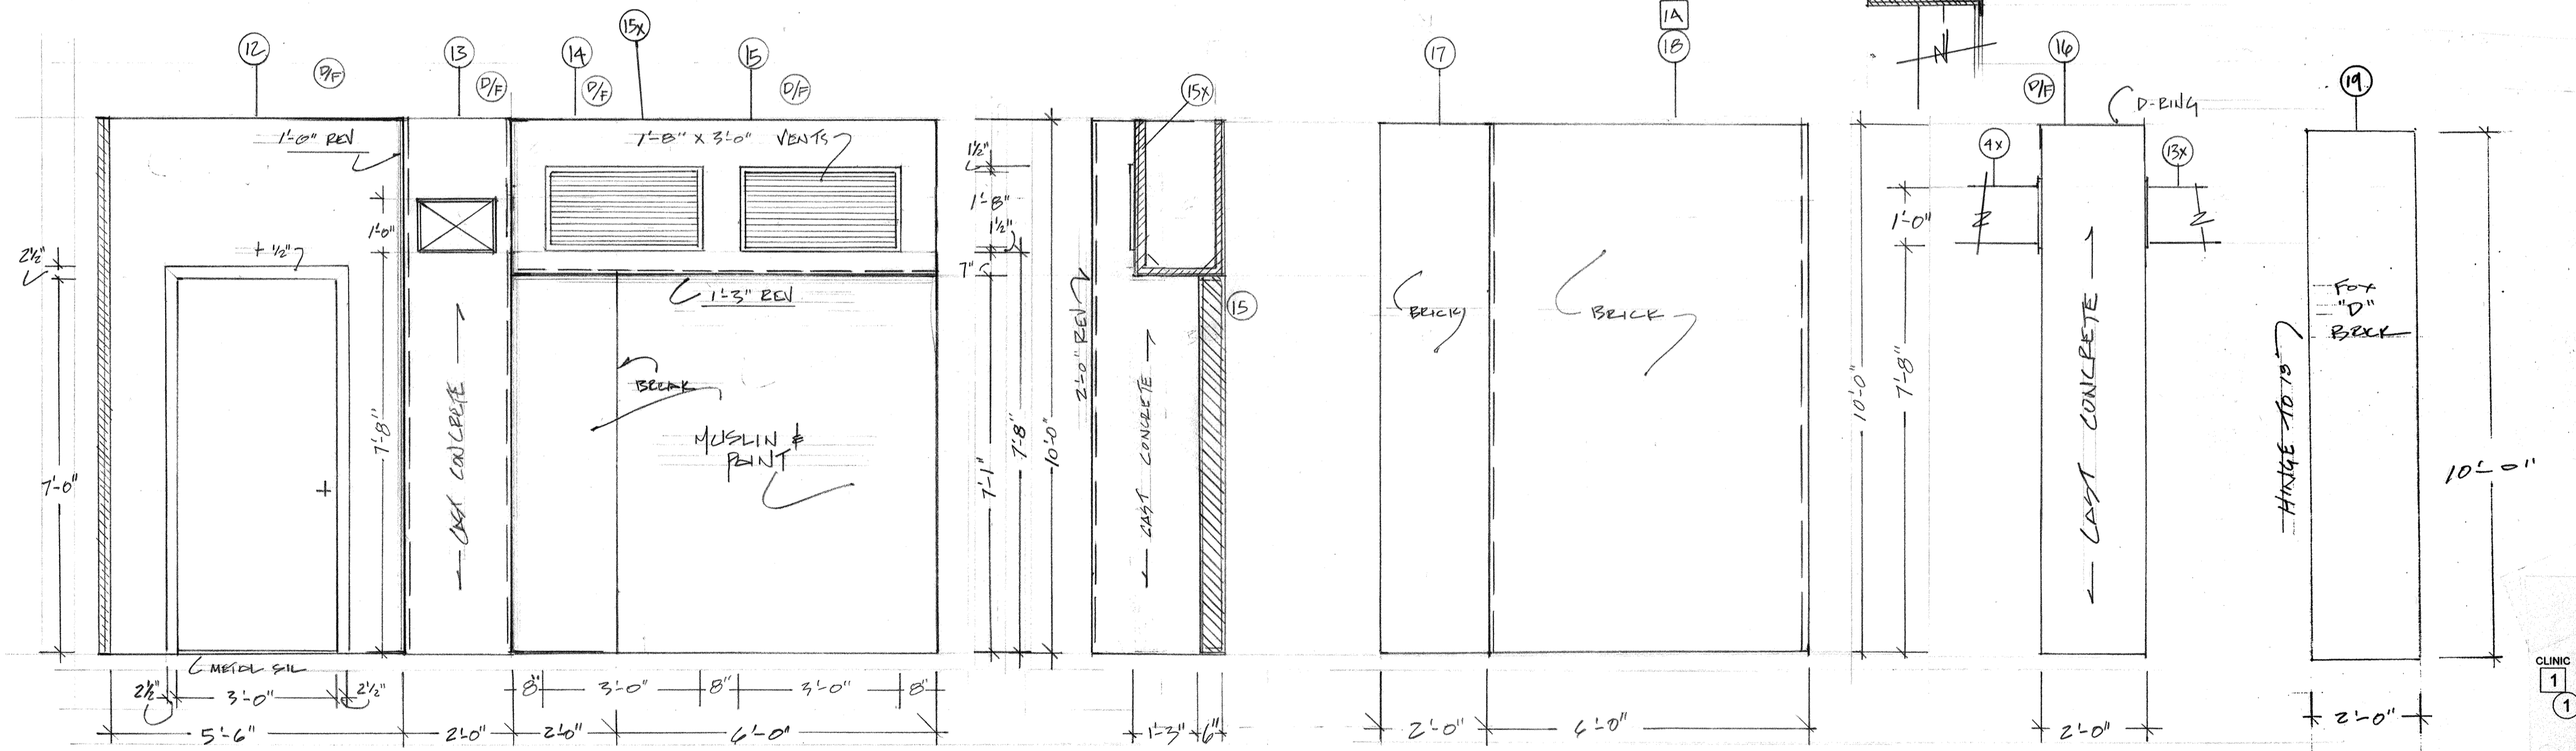 12
D/F
13
D/F
14
D/F
15x
15
D/F
1'-0" REV
1'-8" X 3'-0" VENTS
1'-0"
2½"
+ ½"
7'-0"
7'-8"
← CAST CONCRETE →
1'-3" REV
BREAK
MUSLIN &
PAINT
METAL SIL
2½"
3'-0"
2½"
8"
3'-0"
8"
3'-0"
8"
5'-6"
2'-0"
2'-0"
6'-0"
1½"
1'-8"
1½"
7"
7'-1"
7'-8"
10'-0"
15x
2'-0" REV
← CAST CONCRETE →
15
1'-3"
6"
17
1A
18
BRICK
BRICK
2'-0"
6'-0"
10'-0"
16
D/F
D-RING
4x
13x
1'-0"
7'-8"
← CAST CONCRETE →
2'-0"
19
FOX
"D"
BRICK
HINGE TO 13
10'-0"
2'-0"
CLINIC
1
1